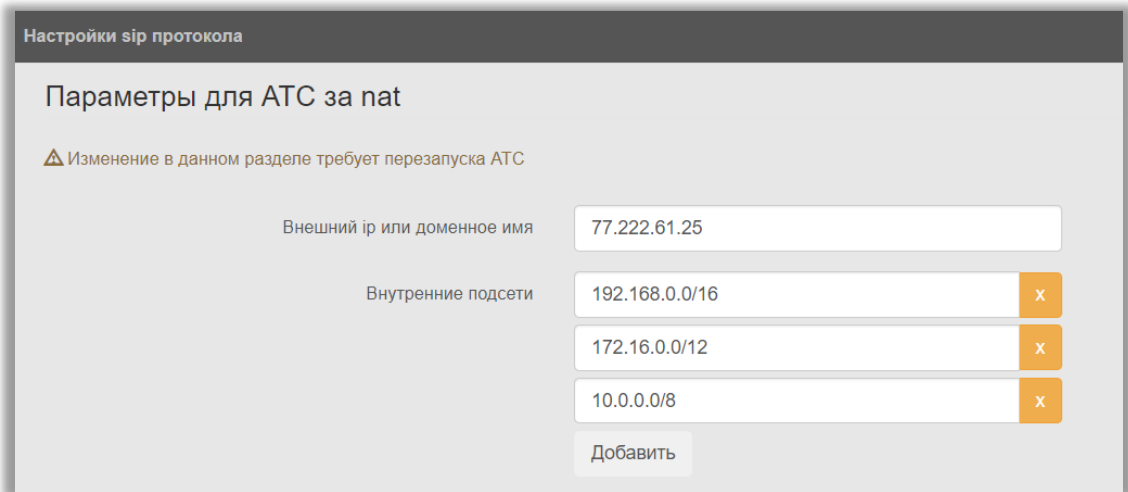 Настройки sip протокола
Параметры для АТС за nat
Изменение в данном разделе требует перезапуска АТС
Внешний ip или доменное имя 77.222.61.25
Внутренние подсети 192.168.0.0/16 x
172.16.0.0/12 x
10.0.0.0/8 x
Добавить